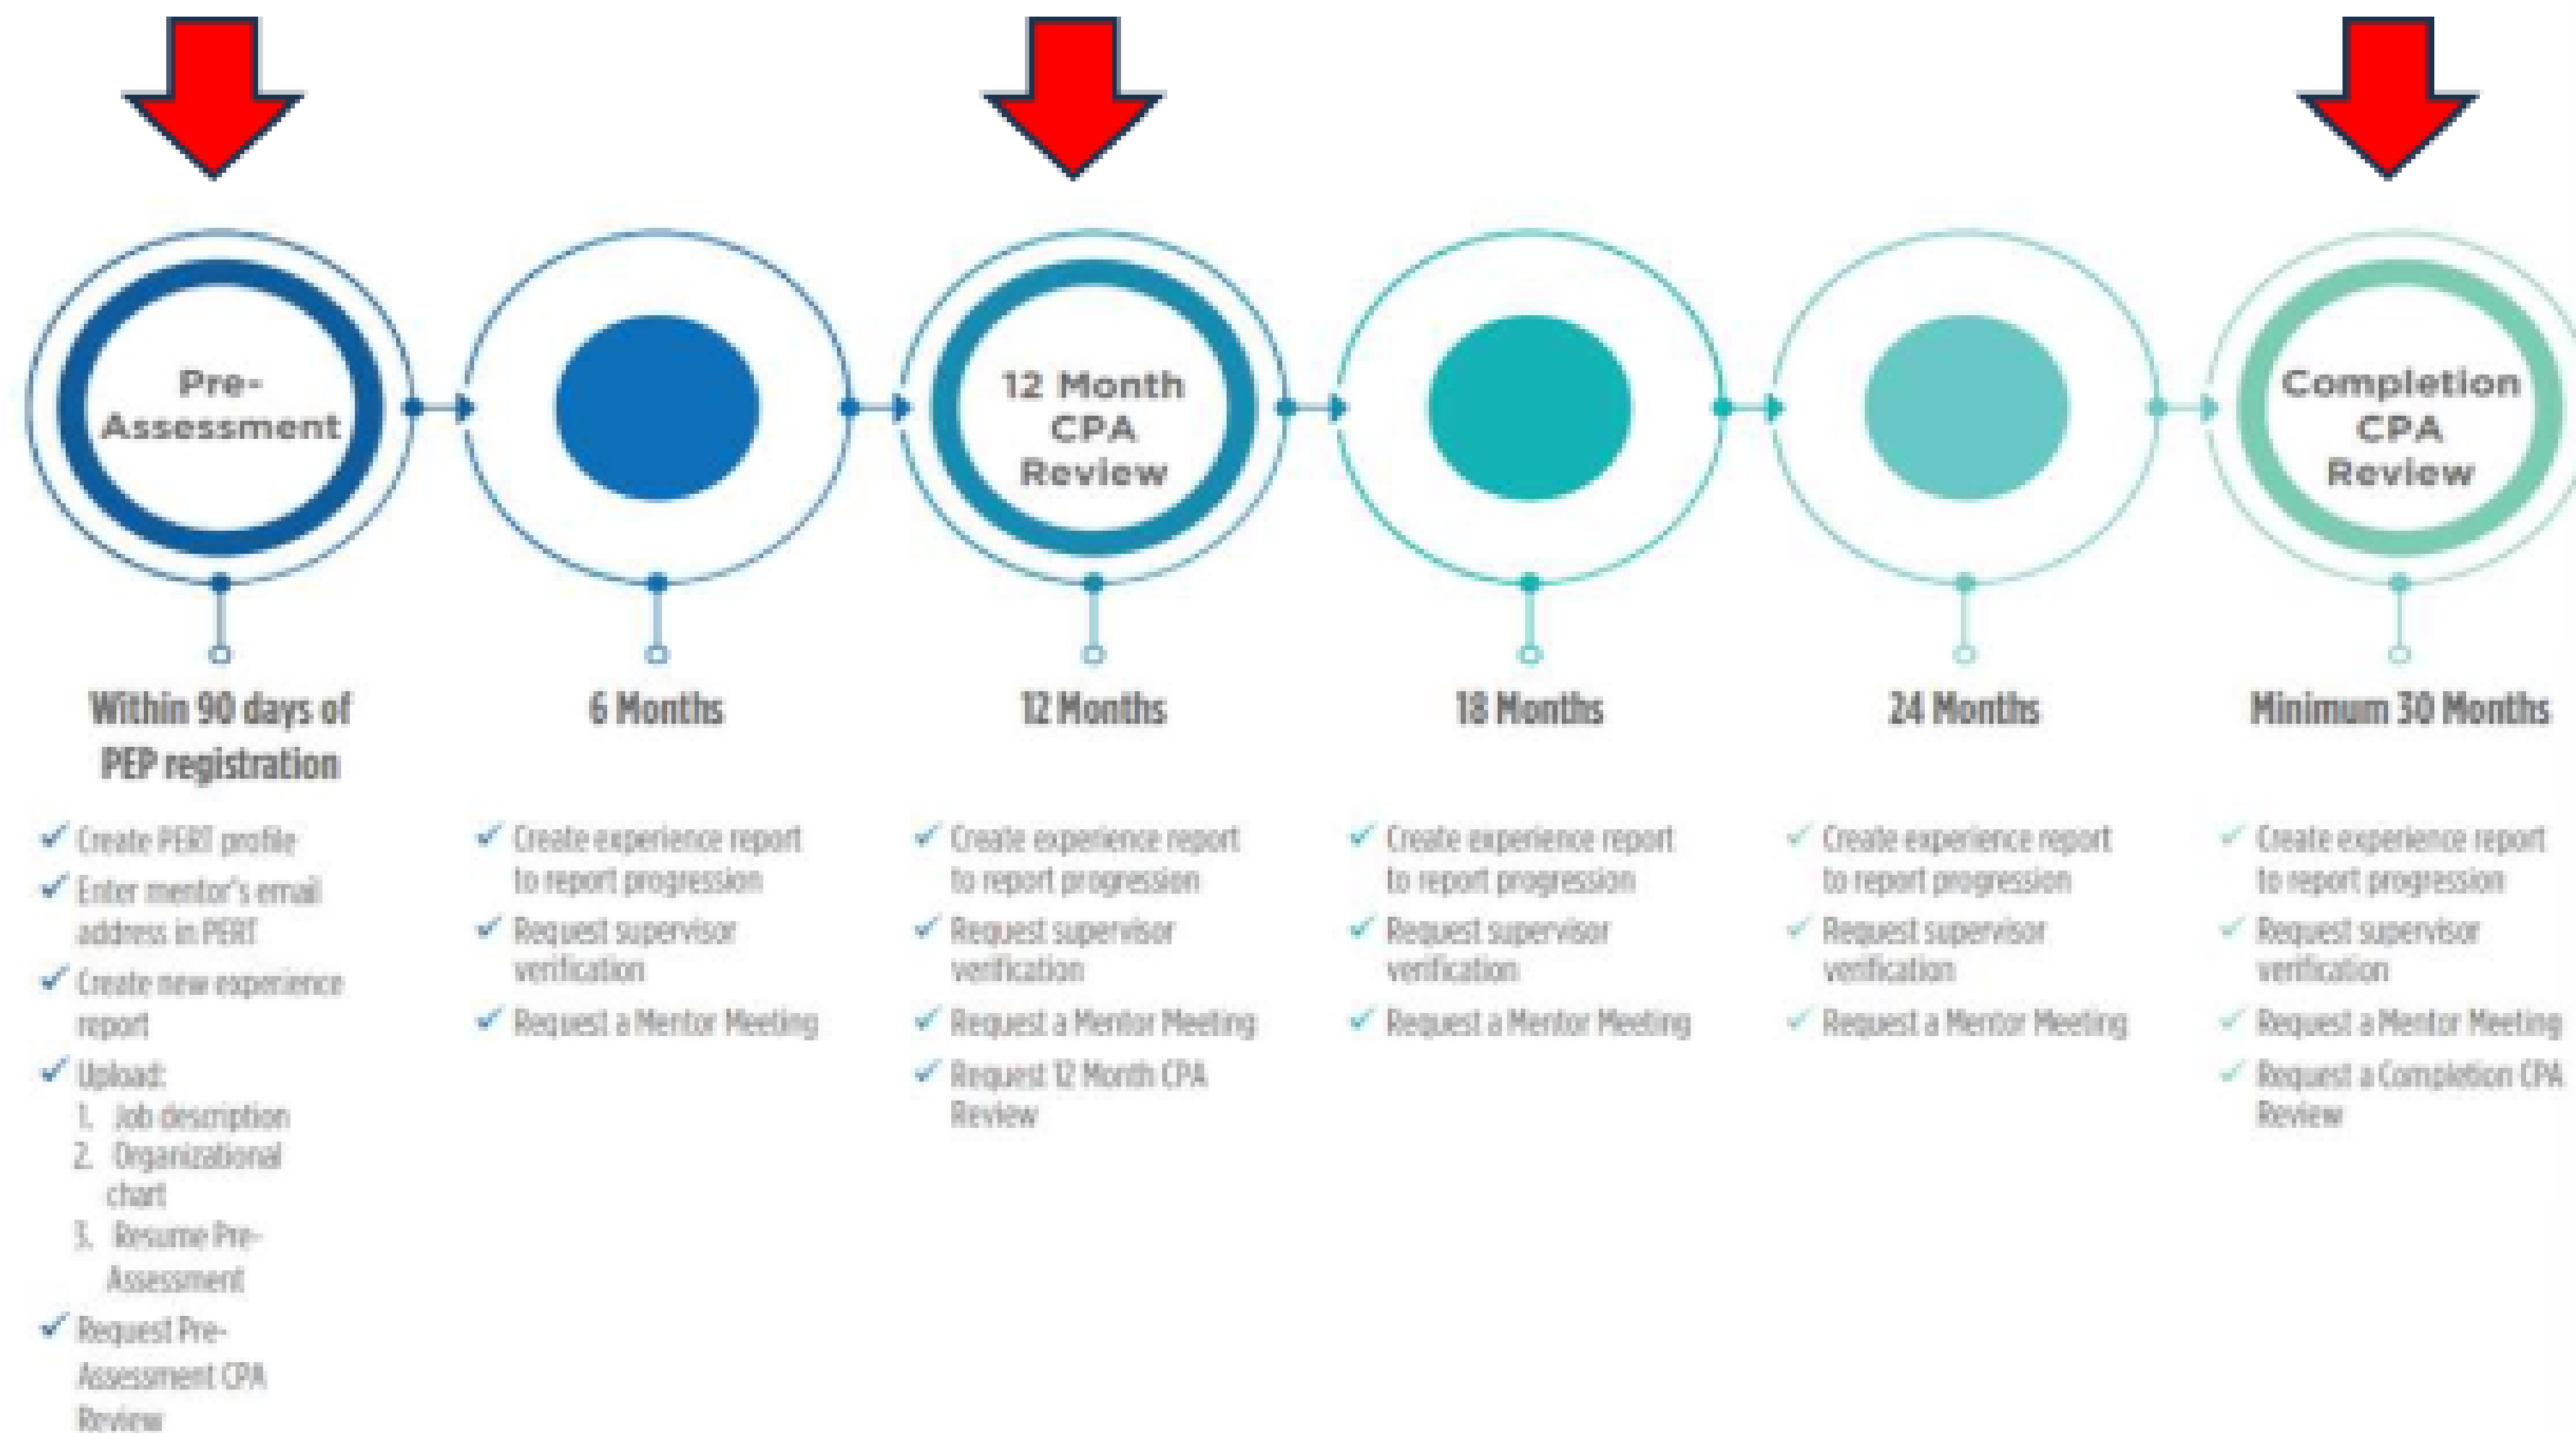 Pre-
Assessment
12 Month
CPA
Review
Completion
CPA
Review
Within 90 days of
PEP registration
6 Months
12 Months
18 Months
24 Months
Minimum 30 Months
Create PERT profile
Enter mentor's email
address in PERT
Create new experience
report
Upload:
1. Job description
2. Organizational
chart
3. Resume Pre-
Assessment
Request Pre-
Assessment CPA
Review
Create experience report
to report progression
Request supervisor
verification
Request a Mentor Meeting
Create experience report
to report progression
Request supervisor
verification
Request a Mentor Meeting
Request 12 Month CPA
Review
Create experience report
to report progression
Request supervisor
verification
Request a Mentor Meeting
Create experience report
to report progression
Request supervisor
verification
Request a Mentor Meeting
Create experience report
to report progression
Request supervisor
verification
Request a Mentor Meeting
Request a Completion CPA
Review